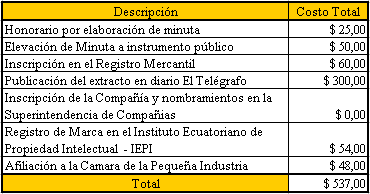 Descripción Costo Total
Honorario por elaboración de minuta $ 25,00
Elevación de Minuta a instrumento público $ 50,00
Inscripción en el Registro Mercantil $ 60,00
Publicación del extracto en diario El Telégrafo $ 300,00
Inscripción de la Compañía y nombramientos en la
Superintendencia de Compañías $ 0,00
Registro de Marca en el Instituto Ecuatoriano de
Propiedad Intelectual - IEPI $ 54,00
Afiliación a la Camara de la Pequeña Industria $ 48,00
Total $ 537,00